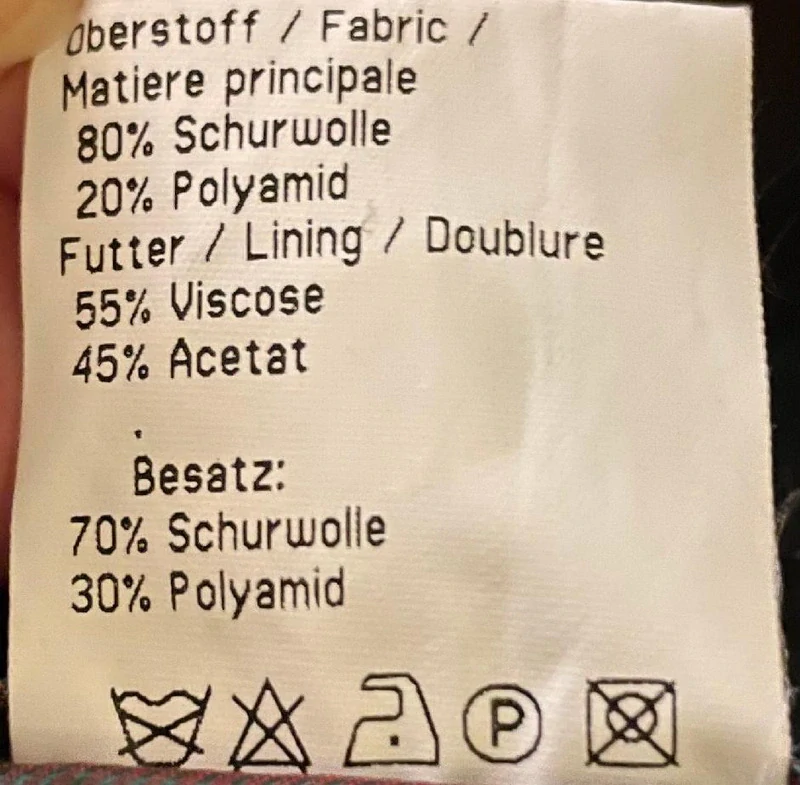 Oberstoff / Fabric /
Matiere principale
80% Schurwolle
20% Polyamid
Futter / Lining / Doublure
55% Viscose
45% Acetat
.
Besatz:
70% Schurwolle
30% Polyamid
P